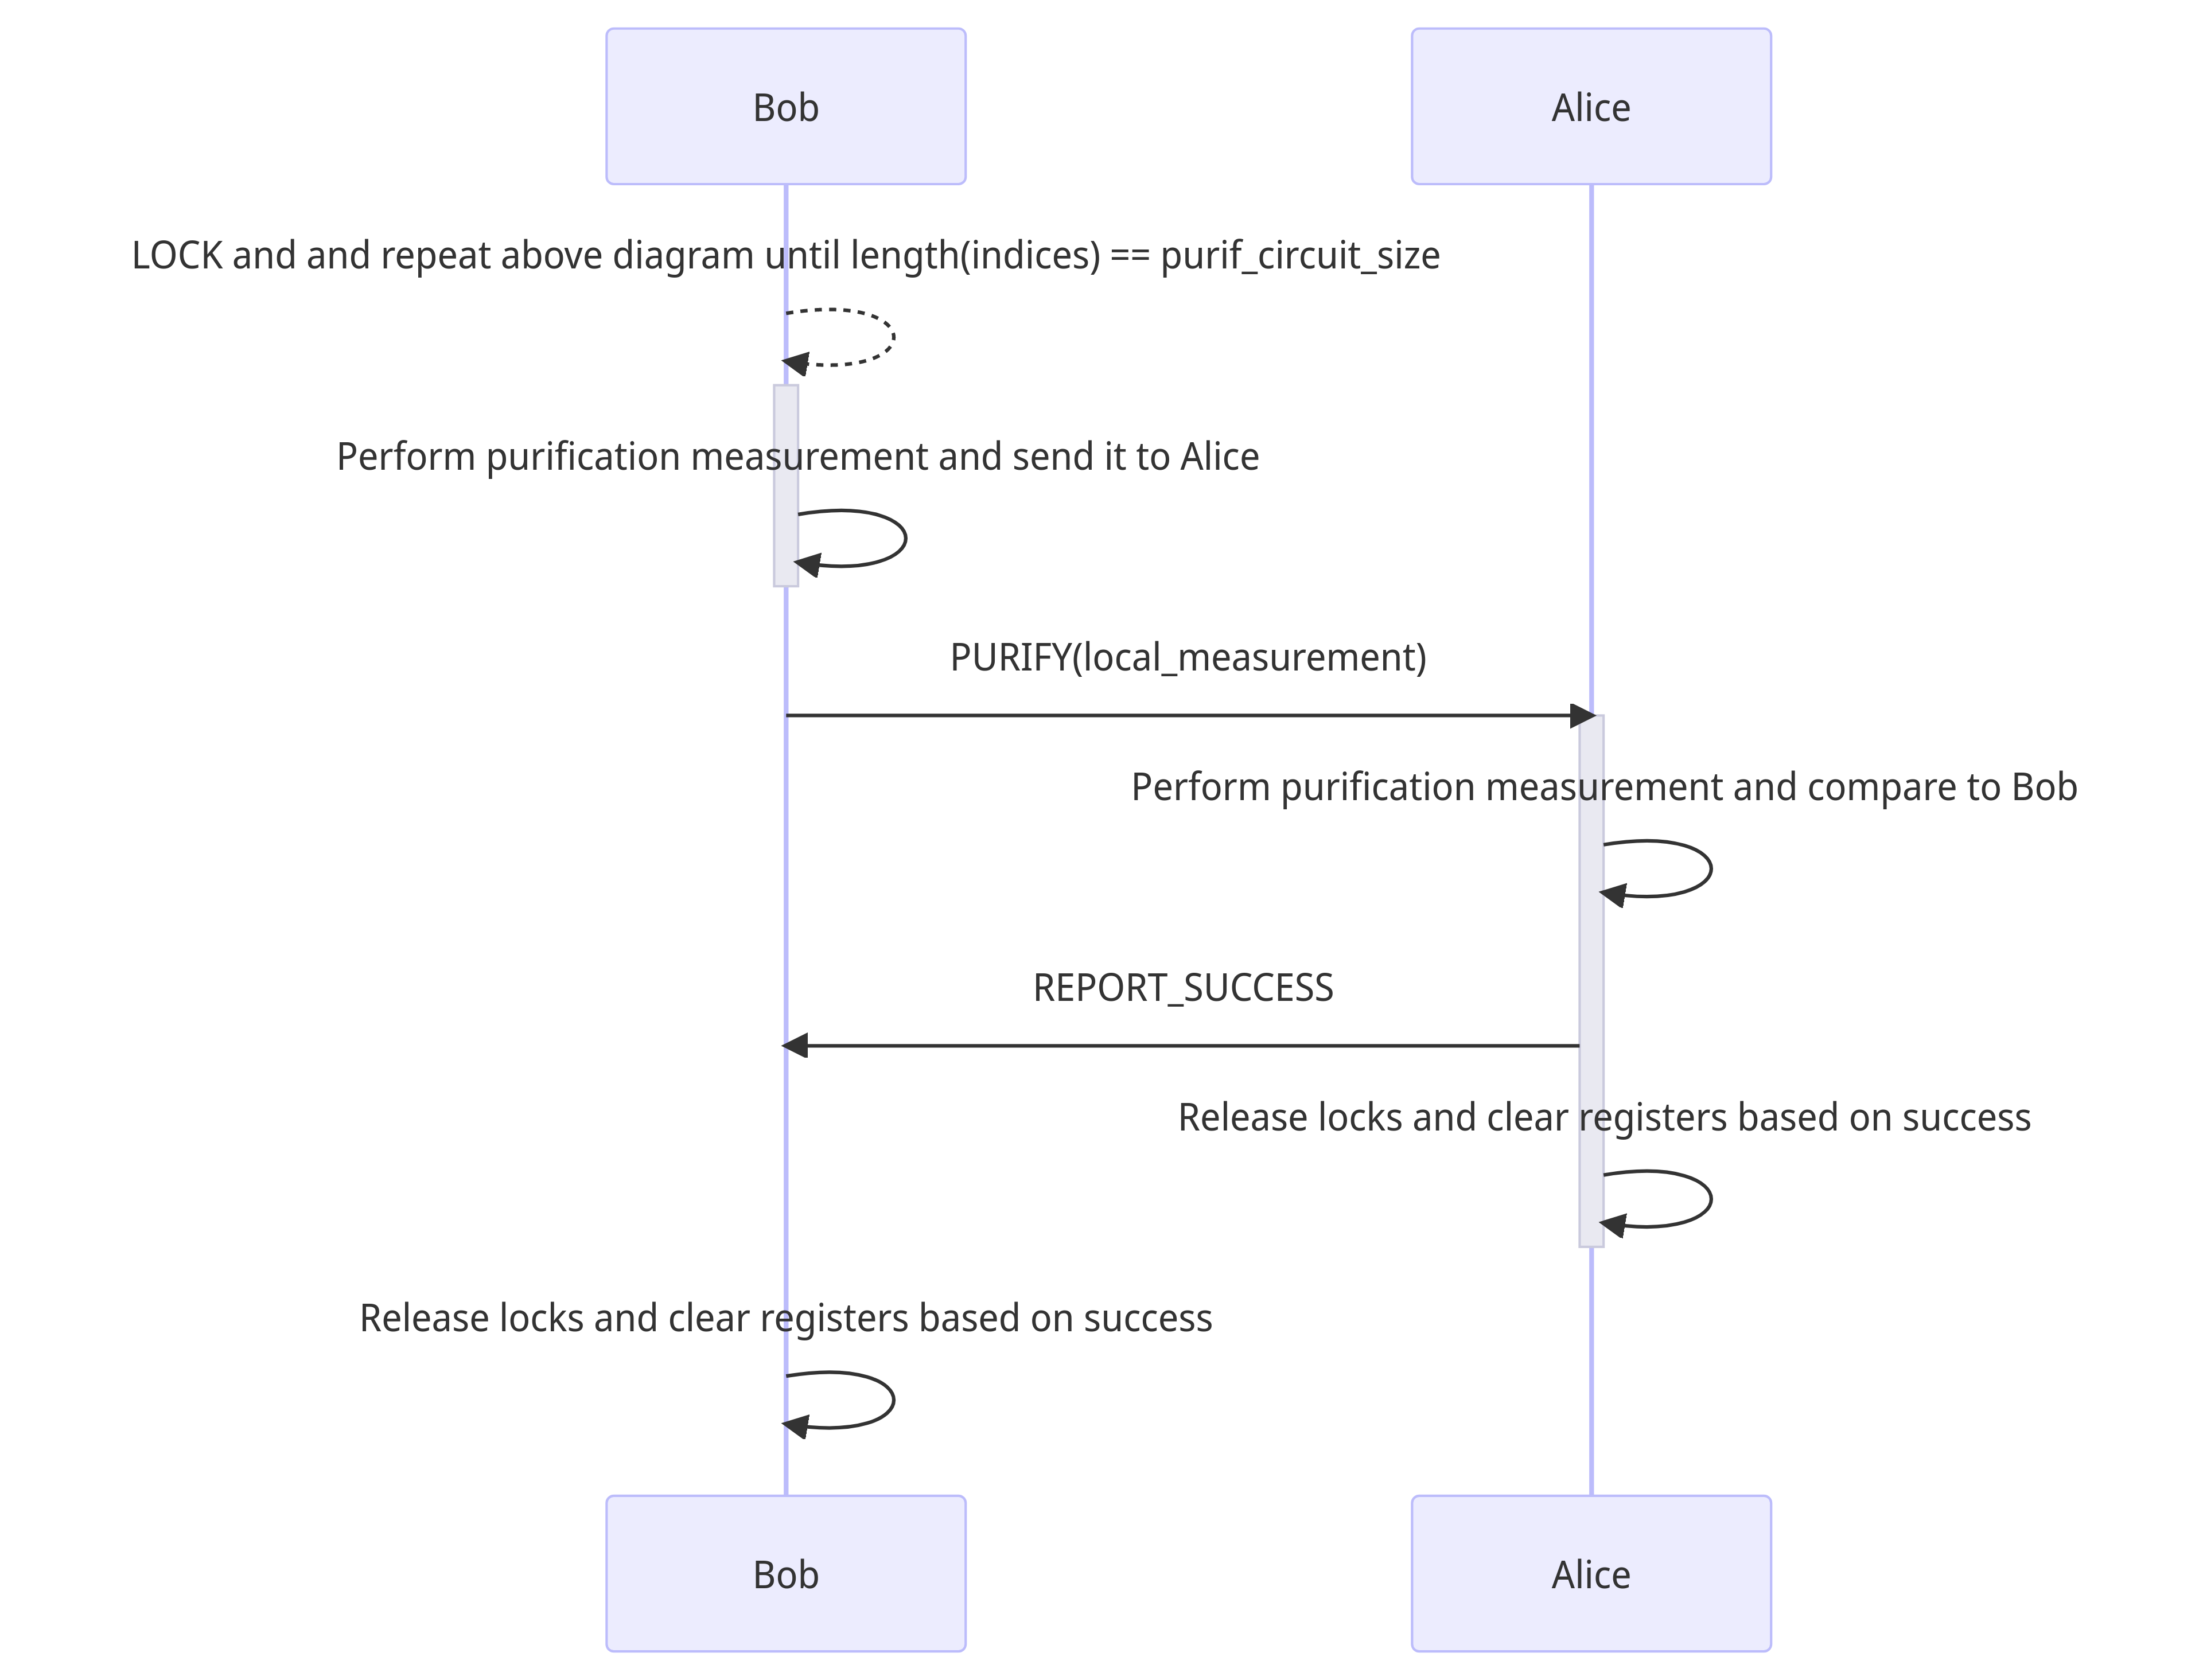 Bob
Alice
LOCK and and repeat above diagram until length(indices) == purif_circuit_size
Perform purification measurement and send it to Alice
PURIFY(local_measurement)
Perform purification measurement and compare to Bob
REPORT_SUCCESS
Release locks and clear registers based on success
Release locks and clear registers based on success
Bob
Alice